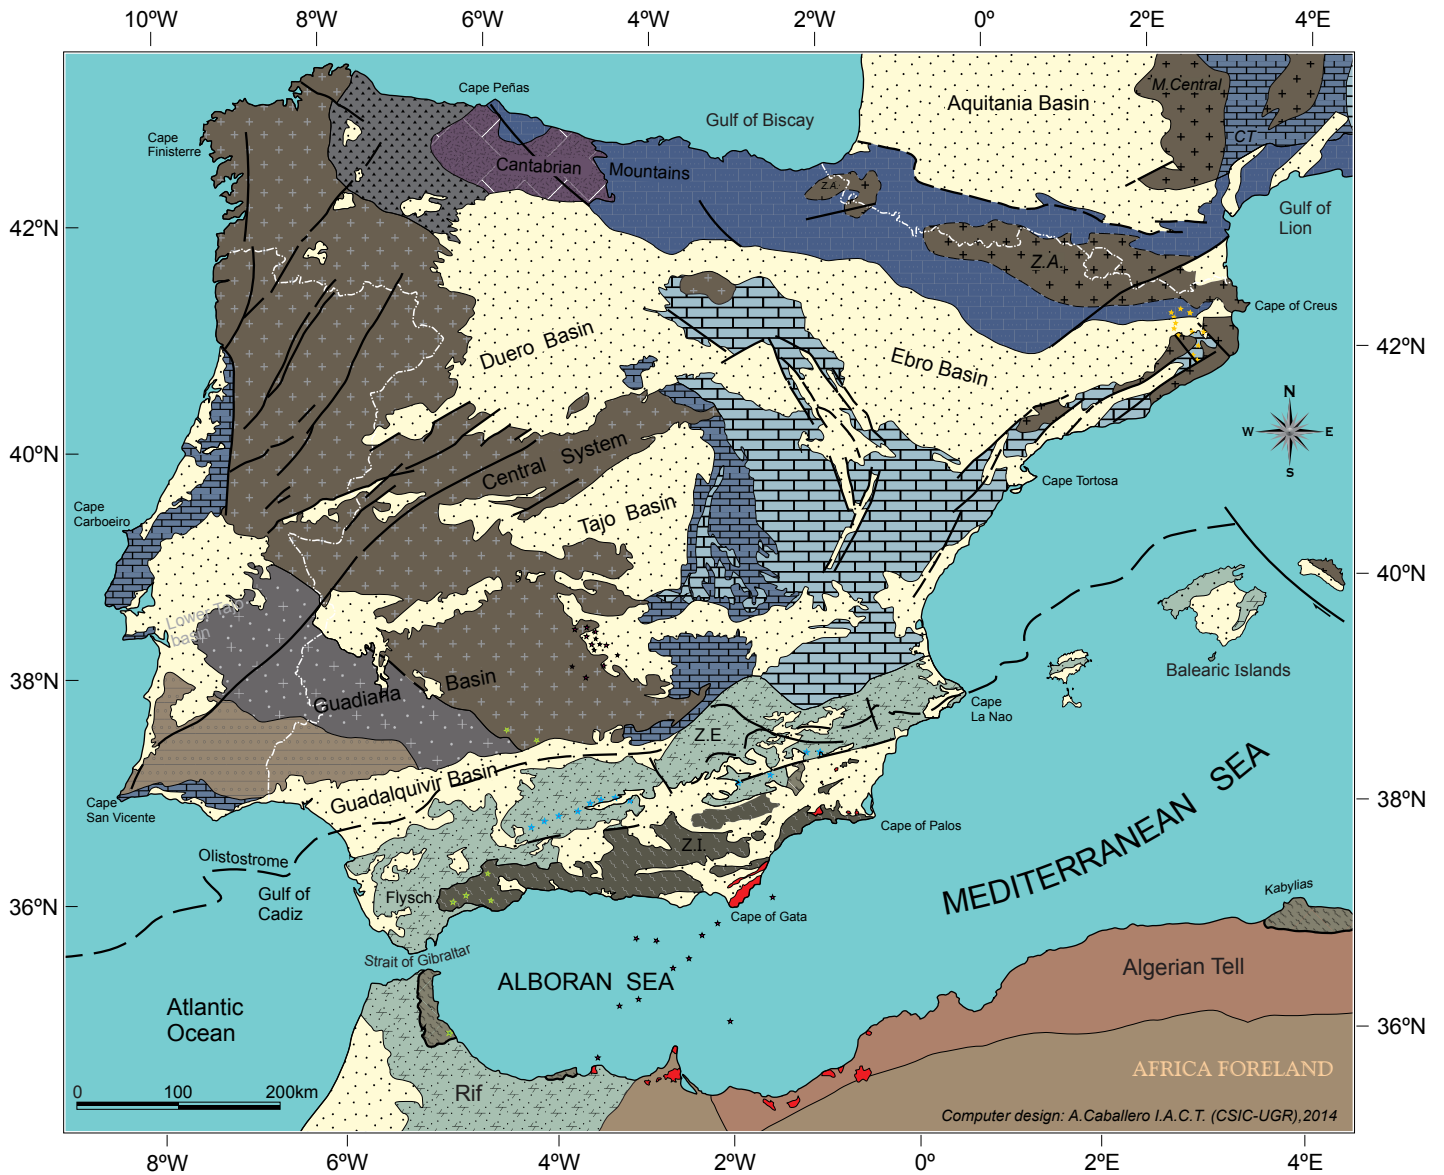 10ºW 8ºW 6ºW 4ºW 2ºW 0º 2ºE 4ºE
Cape Peñas
Gulf of Biscay
Aquitania Basin
M.Central
CT
Cape
Finisterre
Cantabrian Mountains
Z.A.
Gulf of
Lion
42ºN
Z.A.
Cape of Creus
Duero Basin
Ebro Basin
42ºN
N
W E
S
40ºN
Central System
Cape Tortosa
Tajo Basin
Cape
Carboeiro
40ºN
Lower Tajo
basin
Balearic Islands
38ºN
Guadiana Basin
Cape
La Nao
Z.E
Guadalquivir Basin
Cape
San Vicente
38ºN
Cape of Palos
MEDITERRANEAN SEA
Z.I.
Olistostrome
Gulf of
Cadiz
Flysch
Kabylias
36ºN
Cape of Gata
Strait of Gibraltar
ALBORAN SEA
Algerian Tell
Atlantic
Ocean
36ºN
AFRICA FORELAND
Rif
0 100 200km
Computer design: A.Caballero I.A.C.T. (CSIC-UGR),2014
8ºW 6ºW 4ºW 2ºW 0º 2ºE 4ºE